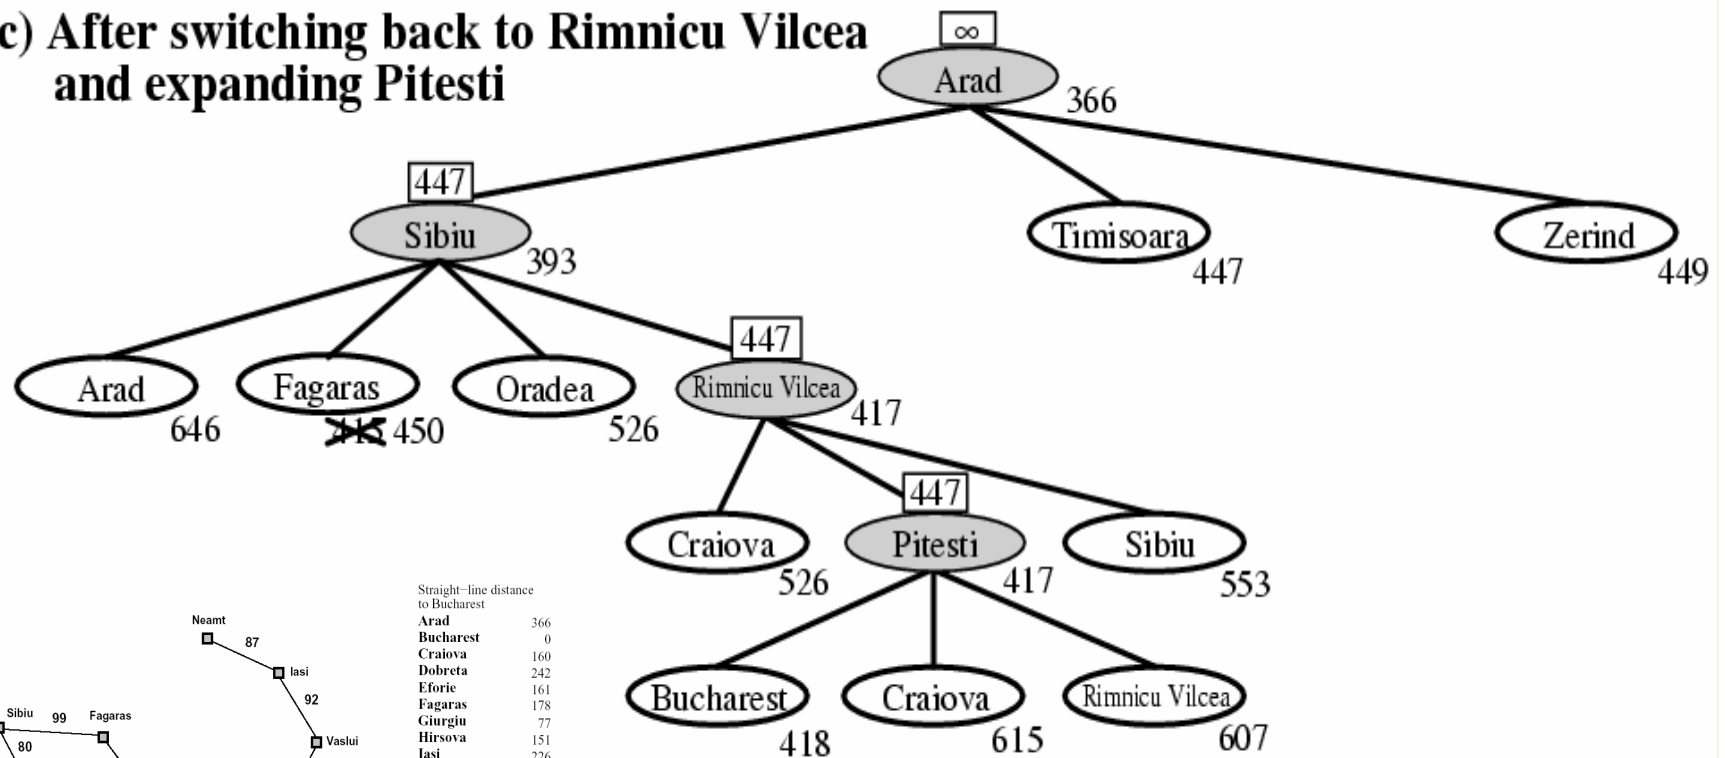 c) After switching back to Rimnicu Vilcea
and expanding Pitesti
∞
Arad
366
447
Sibiu
393
Timisoara
447
Zerind
449
Arad
646
Fagaras
415 450
Oradea
526
447
Rimnicu Vilcea
417
Craiova
526
447
Pitesti
417
Sibiu
553
Bucharest
418
Craiova
615
Rimnicu Vilcea
607
Neamt
87
Iasi
92
Sibiu 99 Fagaras
80
Vaslui
Straight−line distance
to Bucharest
Arad 366
Bucharest 0
Craiova 160
Dobreta 242
Eforie 161
Fagaras 178
Giurgiu 77
Hirsova 151
Iasi 226